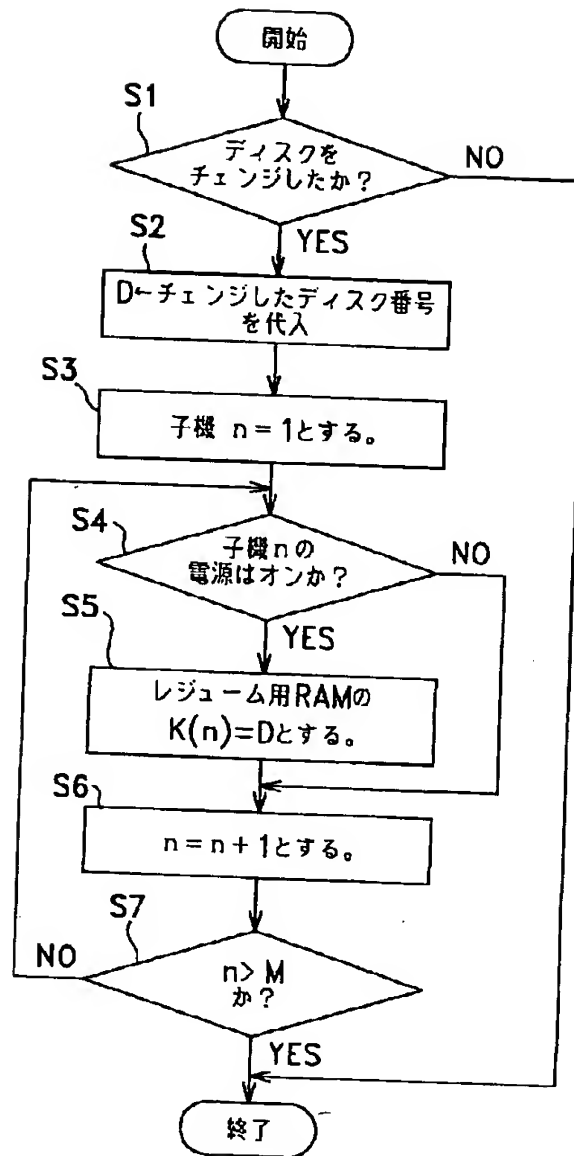 開始
S1
ディスクを
チェンジしたか?
NO
YES
S2
D←チェンジしたディスク番号
を代入
S3
子機 n=1とする。
S4
子機nの
電源はオンか?
NO
YES
S5
レジューム用RAMの
K(n)=Dとする。
S6
n=n+1とする。
S7
NO
n>M
か?
YES
終了